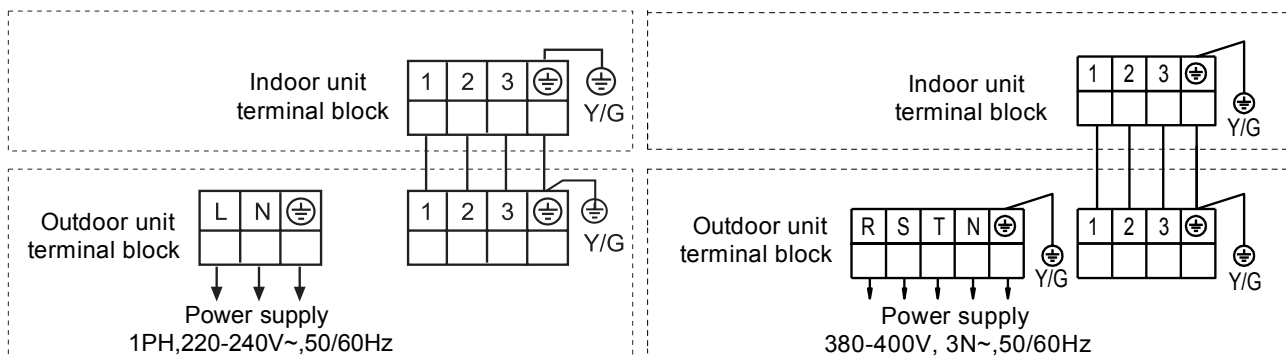 Indoor unit
terminal block
1 2 3
Y/G
Outdoor unit
terminal block
L N
1 2 3
Y/G
Power supply
1PH,220-240V~,50/60Hz
Indoor unit
terminal block
1 2 3
Y/G
Outdoor unit
terminal block
R S T N
Y/G
1 2 3
Y/G
Power supply
380-400V, 3N~,50/60Hz